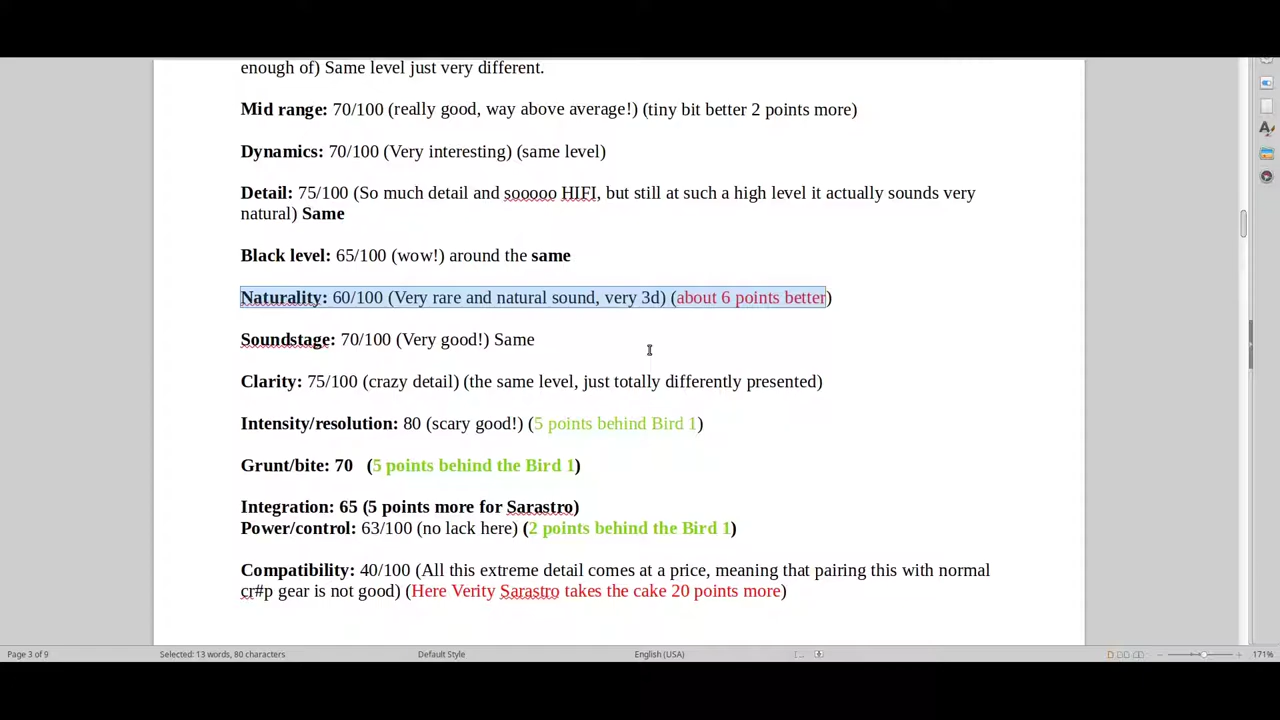 enough of) Same level just very different.
Mid range: 70/100 (really good, way above average!) (tiny bit better 2 points more)
Dynamics: 70/100 (Very interesting) (same level)
Detail: 75/100 (So much detail and sooooo HIFI, but still at such a high level it actually sounds very
natural) Same
Black level: 65/100 (wow!) around the same
Naturality: 60/100 (Very rare and natural sound, very 3d) (about 6 points better)
Soundstage: 70/100 (Very good!) Same
Clarity: 75/100 (crazy detail) (the same level, just totally differently presented)
Intensity/resolution: 80 (scary good!) (5 points behind Bird 1)
Grunt/bite: 70 (5 points behind the Bird 1)
Integration: 65 (5 points more for Sarastro)
Power/control: 63/100 (no lack here) (2 points behind the Bird 1)
Compatibility: 40/100 (All this extreme detail comes at a price, meaning that pairing this with normal
cr#p gear is not good) (Here Verity Sarastro takes the cake 20 points more)
Page 3 of 9 Selected: 13 words, 80 characters Default Style English (USA) 171%